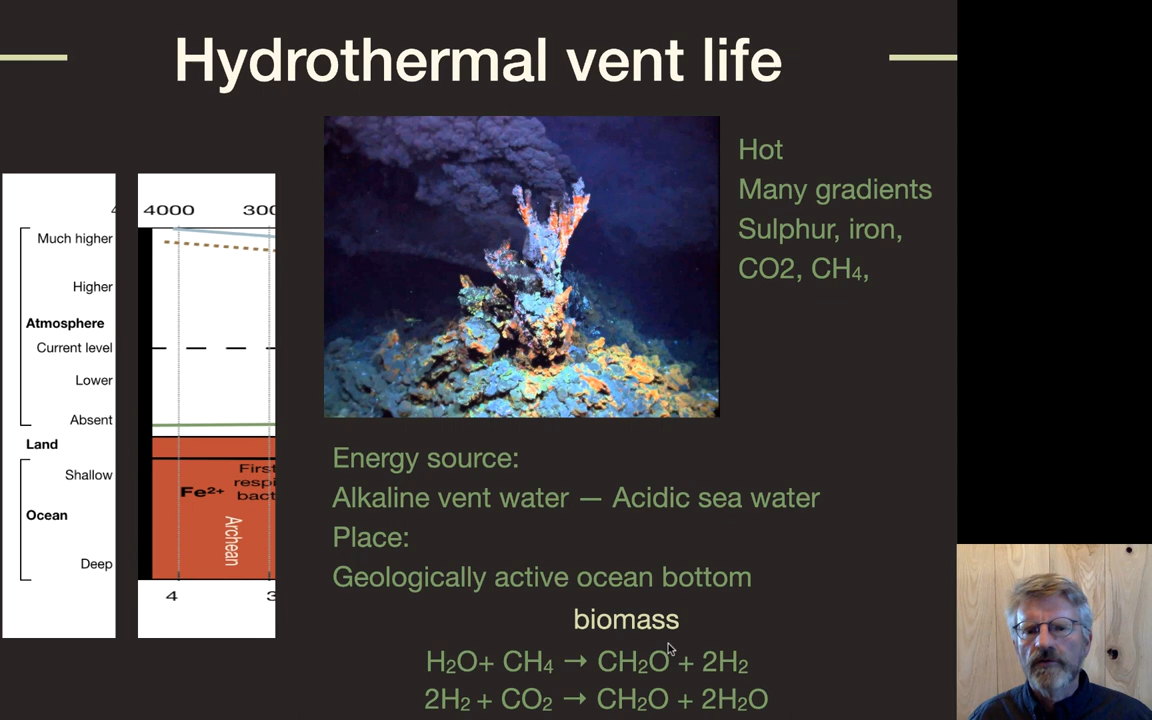 Hydrothermal vent life
4000
Much higher
Higher
Atmosphere
Current level
Lower
Absent
Land
Shallow
Ocean
Deep
First
Fe²⁺
Archean
4
3
Hot
Many gradients
Sulphur, iron,
CO2, CH₄,
Energy source:
Alkaline vent water — Acidic sea water
Place:
Geologically active ocean bottom
biomass
H₂O+ CH₄ → CH₂O + 2H₂
2H₂ + CO₂ → CH₂O + 2H₂O